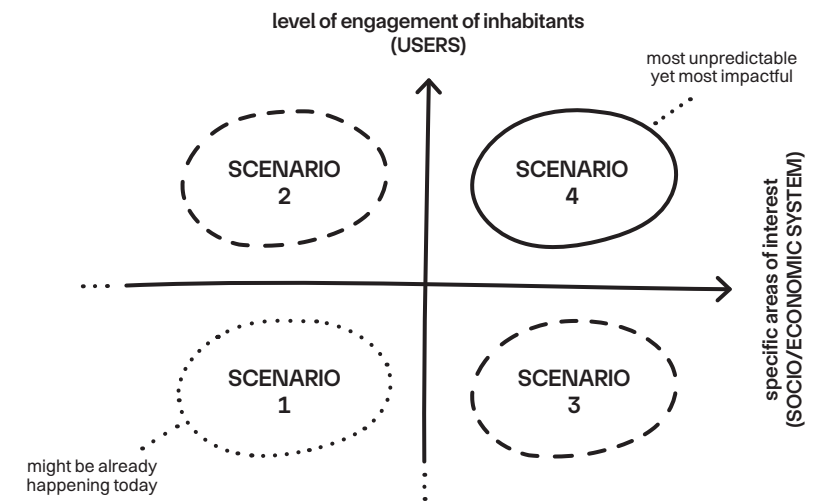 level of engagement of inhabitants
(USERS)
most unpredictable
yet most impactful
SCENARIO
2
SCENARIO
4
specific areas of interest
(SOCIO/ECONOMIC SYSTEM)
SCENARIO
1
SCENARIO
3
might be already
happening today